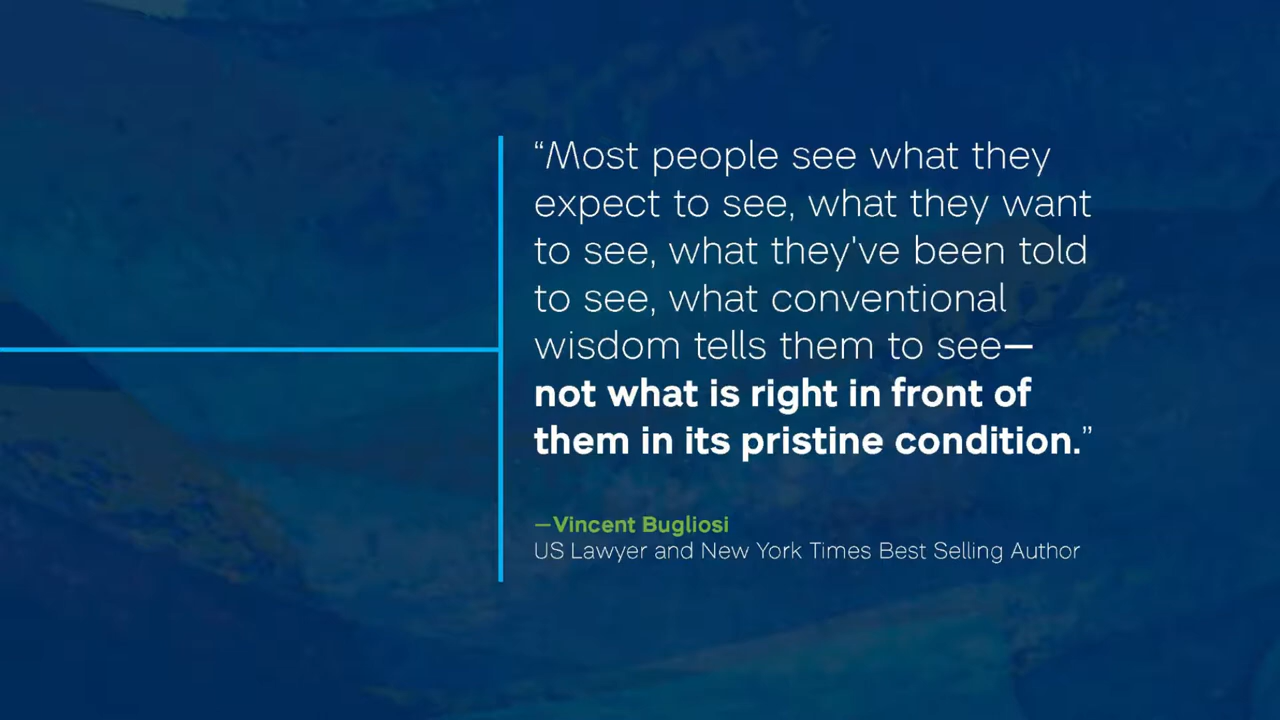 “Most people see what they
expect to see, what they want
to see, what they've been told
to see, what conventional
wisdom tells them to see—
not what is right in front of
them in its pristine condition.”
—Vincent Bugliosi
US Lawyer and New York Times Best Selling Author